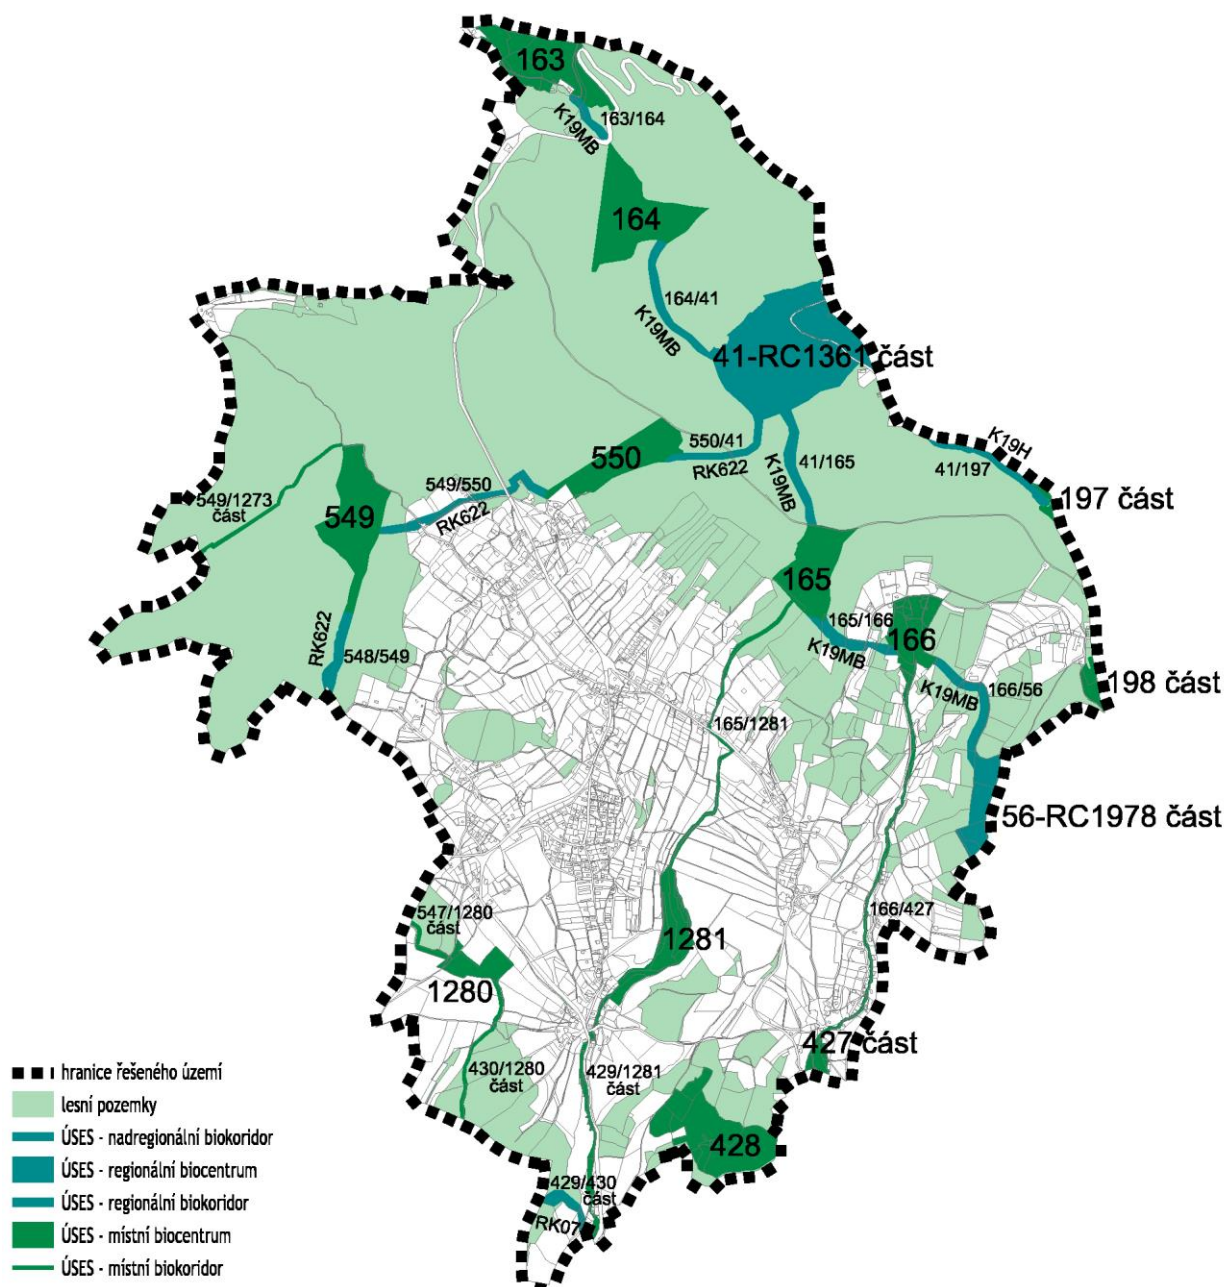 163
163/164
K19MB
164
164/41
K19MB
41-RC1361 část
550/41
RK622
550
K19MB
41/165
K19H
41/197
197 část
549/550
RK622
549/1273
část
549
165
165/166
K19MB
166
K19MB
166/56
198 část
RK622
548/549
165/1281
56-RC1978 část
166/427
547/1280
část
1280
1281
427 část
430/1280
část
429/1281
část
428
429/430
část
RK07
hranice řešeného území
lesní pozemky
ÚSES - nadregionální biokoridor
ÚSES - regionální biocentrum
ÚSES - regionální biokoridor
ÚSES - místní biocentrum
ÚSES - místní biokoridor